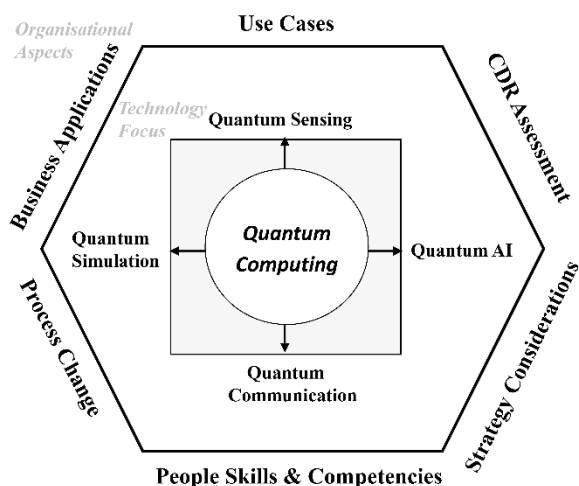 Organisational
Aspects
Use Cases
Business Applications
CDR Assessment
Technology
Focus
Quantum Sensing
Quantum
Simulation
Quantum
Computing
Quantum AI
Quantum
Communication
Process Change
Strategy Considerations
People Skills & Competencies